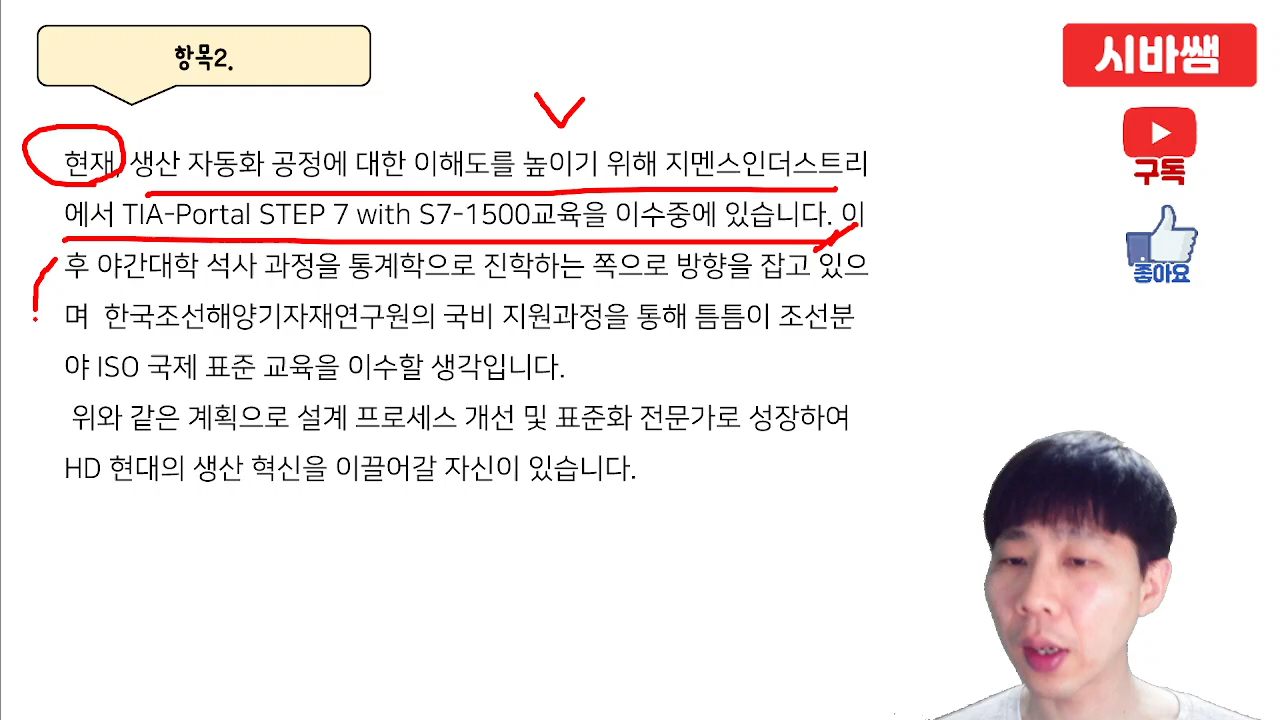 항목2.
시바쌤
구독
좋아요
현재, 생산 자동화 공정에 대한 이해도를 높이기 위해 지멘스인더스트리
에서 TIA-Portal STEP 7 with S7-1500교육을 이수중에 있습니다. 이
후 야간대학 석사 과정을 통계학으로 진학하는 쪽으로 방향을 잡고 있으
며 한국조선해양기자재연구원의 국비 지원과정을 통해 틈틈이 조선분
야 ISO 국제 표준 교육을 이수할 생각입니다.
위와 같은 계획으로 설계 프로세스 개선 및 표준화 전문가로 성장하여
HD 현대의 생산 혁신을 이끌어갈 자신이 있습니다.